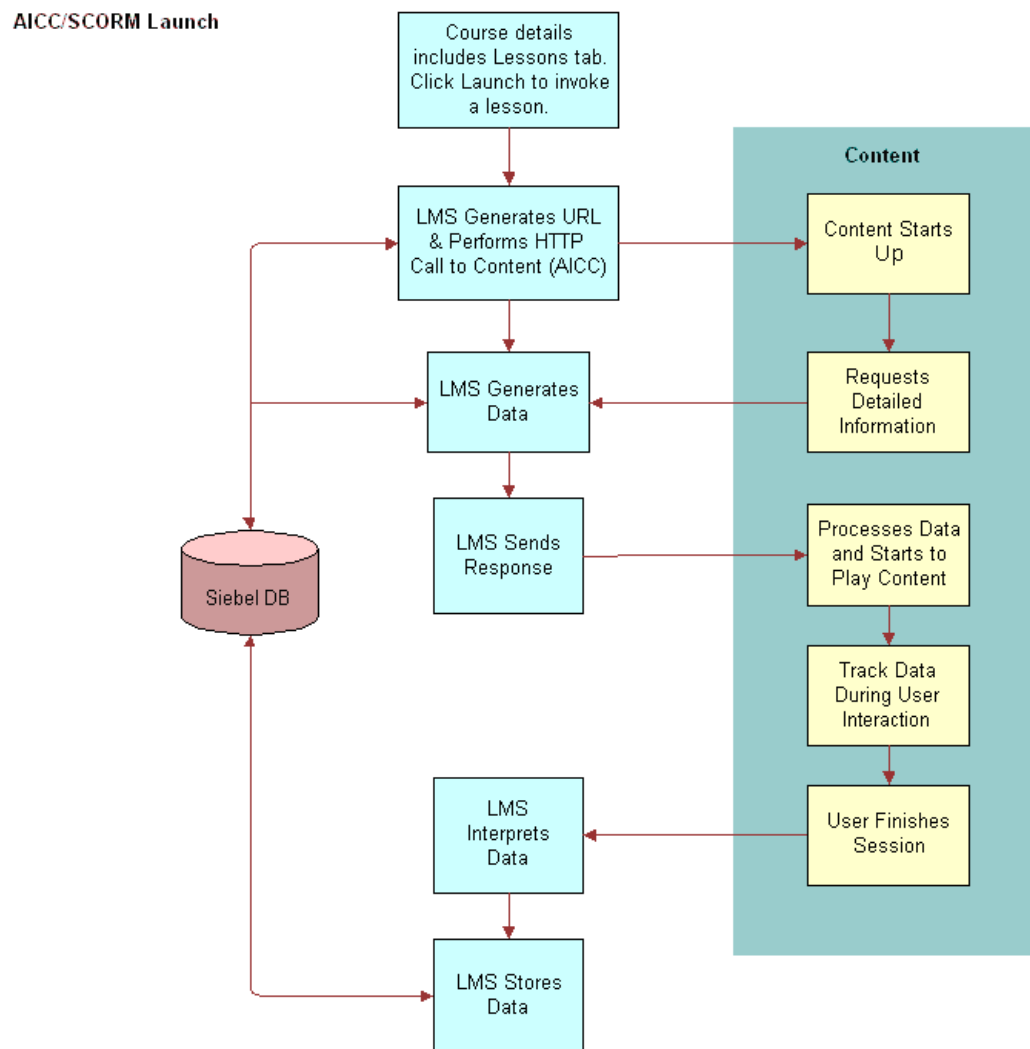 AICC/SCORM Launch
Course details
includes Lessons tab.
Click Launch to invoke
a lesson.
Content
LMS Generates URL
& Performs HTTP
Call to Content (AICC)
Content Starts
Up
LMS Generates
Data
Requests
Detailed
Information
LMS Sends
Response
Processes Data
and Starts to
Play Content
Siebel DB
Track Data
During User
Interaction
LMS
Interprets
Data
User Finishes
Session
LMS Stores
Data